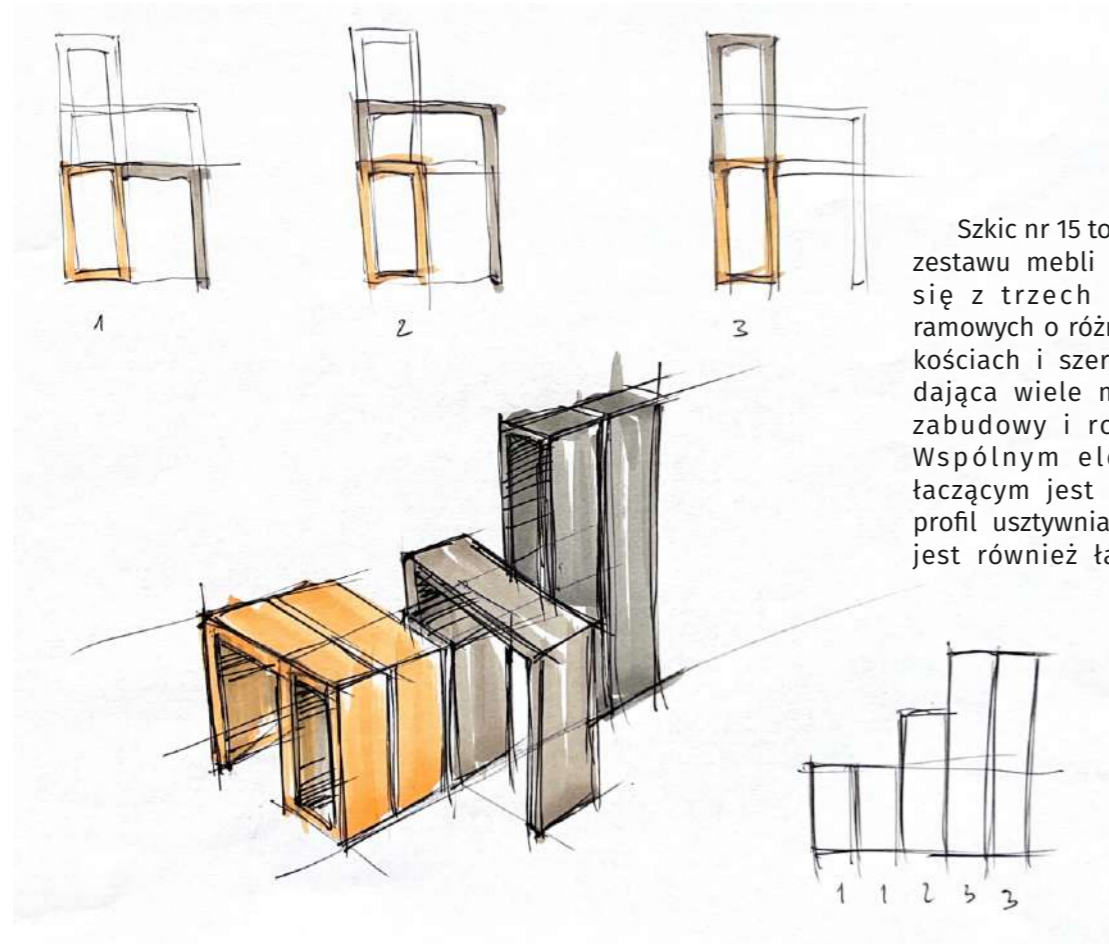 1
2
3
Szkic nr 15 to
zestawu mebli
się z trzech
ramowych o różn
kościach i szer
dająca wiele m
zabudowy i ro
Wspólnym ele
łaczącym jest
profil usztywnia
jest również ła
1 1 2 3 3